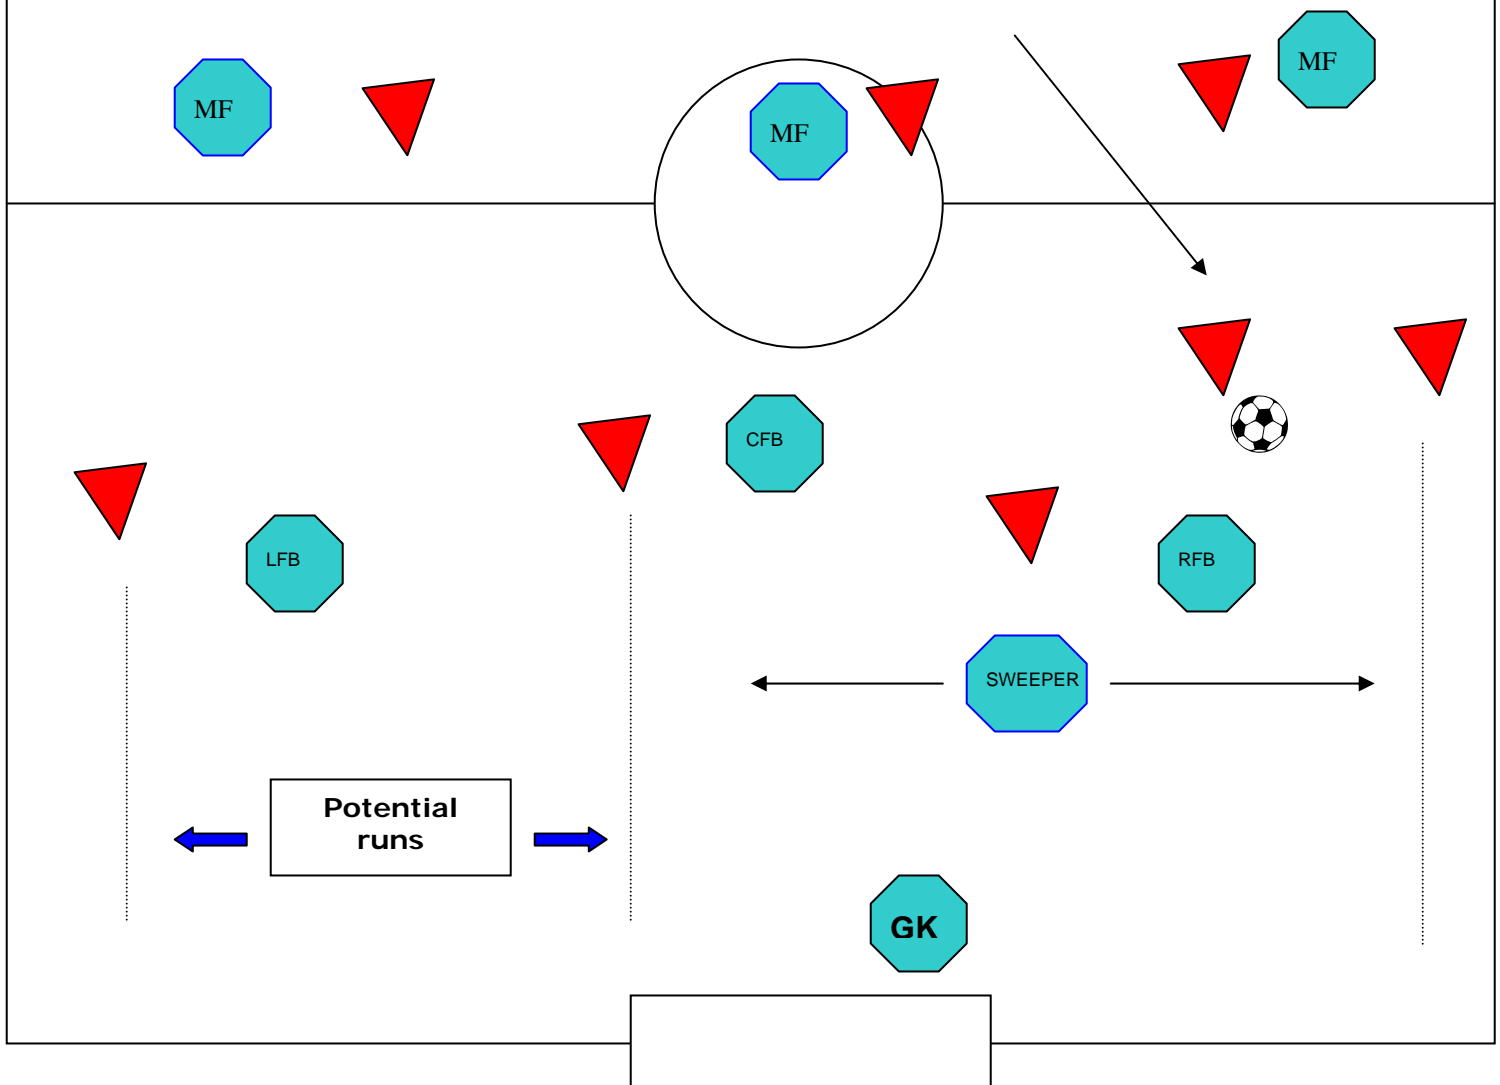 MF
MF
MF
CFB
LFB
RFB
SWEEPER
Potential
runs
GK